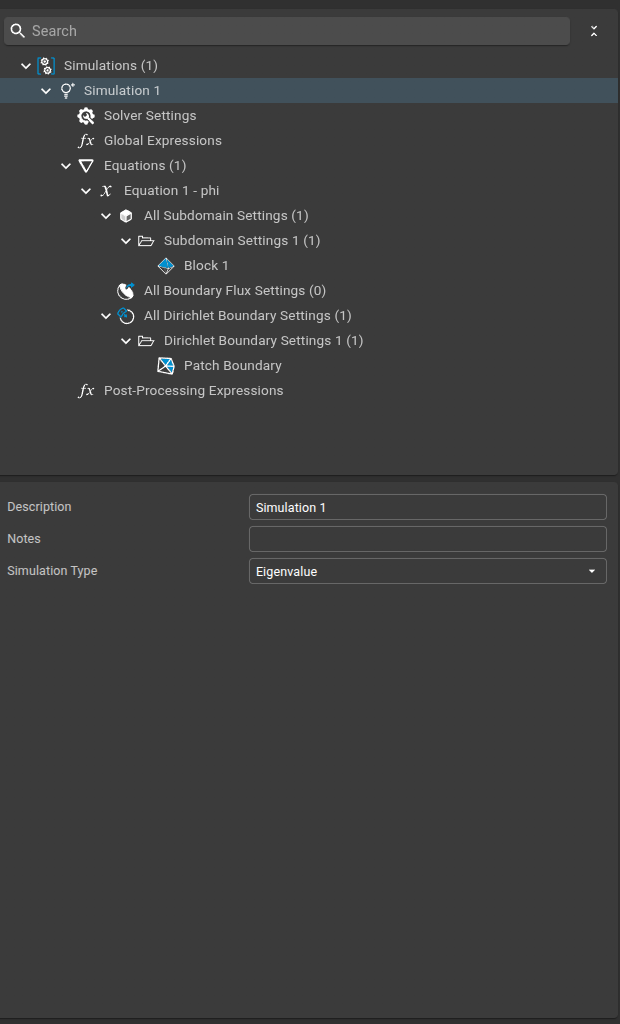 Search
Simulations (1)
Simulation 1
Solver Settings
fx Global Expressions
Equations (1)
x Equation 1 - phi
All Subdomain Settings (1)
Subdomain Settings 1 (1)
Block 1
All Boundary Flux Settings (0)
All Dirichlet Boundary Settings (1)
Dirichlet Boundary Settings 1 (1)
Patch Boundary
fx Post-Processing Expressions
Description Simulation 1
Notes
Simulation Type Eigenvalue